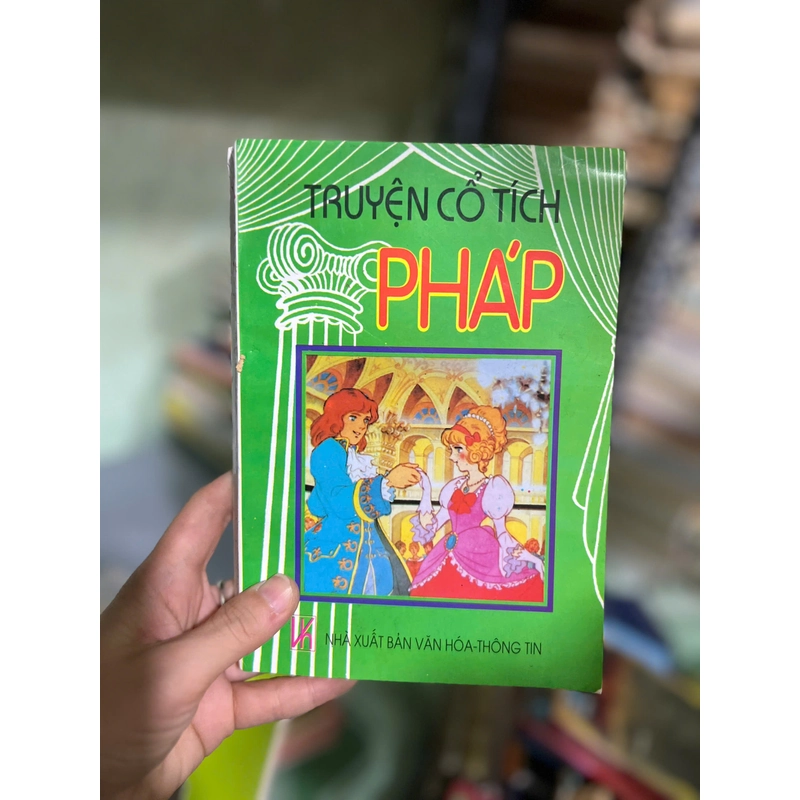 TRUYỆN CỔ TÍCH
PHÁP
NHÀ XUẤT BẢN VĂN HÓA-THÔNG TIN